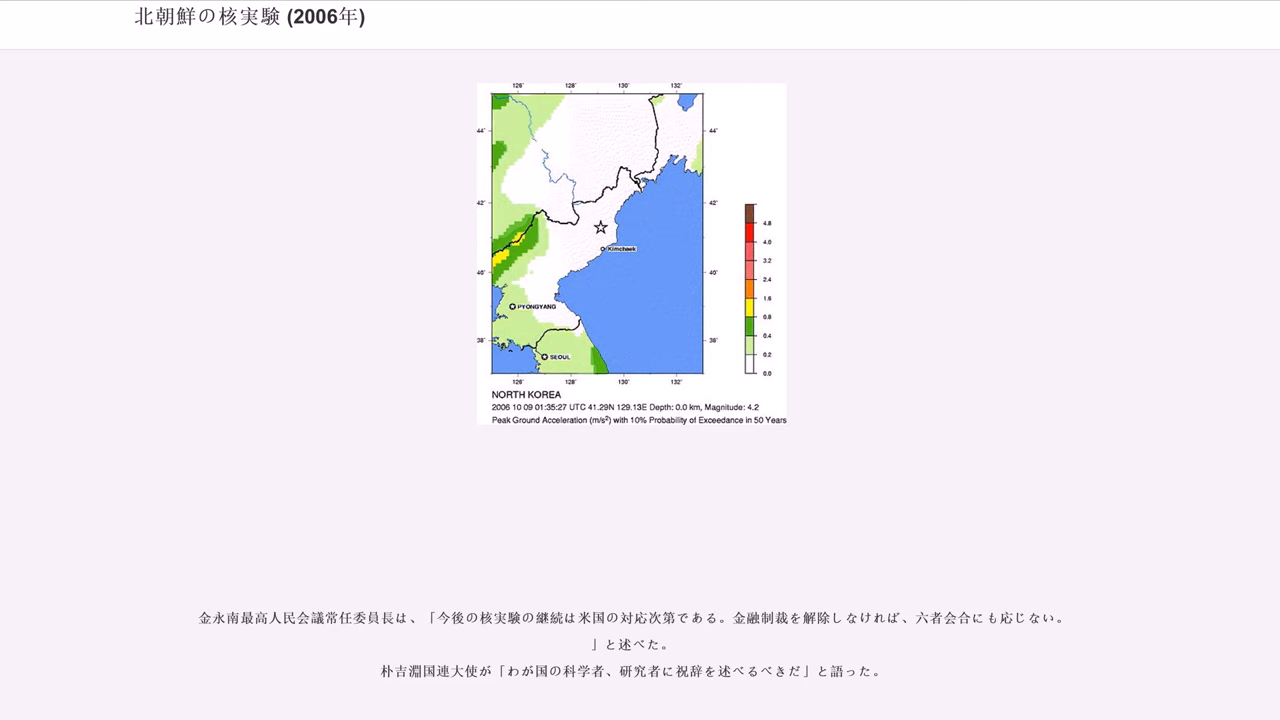 北朝鮮の核実験 (2006年)
126° 128° 130° 132°
44° 44°
42° 42°
Kimchaek
40° 40°
PYONGYANG
38° 38°
SEOUL
126° 128° 130° 132°
4.8
4.0
3.2
2.4
1.6
0.8
0.4
0.2
0.0
NORTH KOREA
2006 10 09 01:35:27 UTC 41.29N 129.13E Depth: 0.0 km, Magnitude: 4.2
Peak Ground Acceleration (m/s²) with 10% Probability of Exceedance in 50 Years
金永南最高人民会議常任委員長は、「今後の核実験の継続は米国の対応次第である。金融制裁を解除しなければ、六者会合にも応じない。
」と述べた。
朴吉淵国連大使が「わが国の科学者、研究者に祝辞を述べるべきだ」と語った。